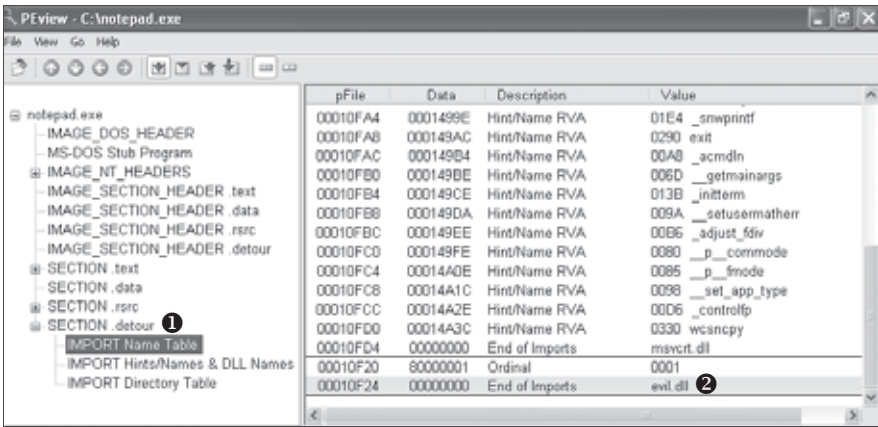 PEview - C:\notepad.exe
File View Go Help
notepad.exe
IMAGE_DOS_HEADER
MS-DOS Stub Program
IMAGE_NT_HEADERS
IMAGE_SECTION_HEADER .text
IMAGE_SECTION_HEADER .data
IMAGE_SECTION_HEADER .rsrc
IMAGE_SECTION_HEADER .detour
SECTION .text
SECTION .data
SECTION .rsrc
SECTION .detour ❶
IMPORT Name Table
IMPORT Hints/Names & DLL Names
IMPORT Directory Table
pFile Data Description Value
00010FA4 0001499E Hint/Name RVA 01E4 _snwprintf
00010FA8 000149AC Hint/Name RVA 0290 exit
00010FAC 000149B4 Hint/Name RVA 00A8 _acmdln
00010FB0 000149BE Hint/Name RVA 006D __getmainargs
00010FB4 000149CE Hint/Name RVA 013B _initterm
00010FB8 000149DA Hint/Name RVA 009A __setusermatherr
00010FBC 000149EE Hint/Name RVA 00B6 _adjust_fdiv
00010FC0 000149FE Hint/Name RVA 0080 __p__commode
00010FC4 00014A0E Hint/Name RVA 0085 __p__fmode
00010FC8 00014A1C Hint/Name RVA 0098 __set_app_type
00010FCC 00014A2E Hint/Name RVA 00D6 _controlfp
00010FD0 00014A3C Hint/Name RVA 0330 wcsncpy
00010FD4 00000000 End of Imports msvcrt.dll
00010F20 80000001 Ordinal 0001
00010F24 00000000 End of Imports evil.dll ❷